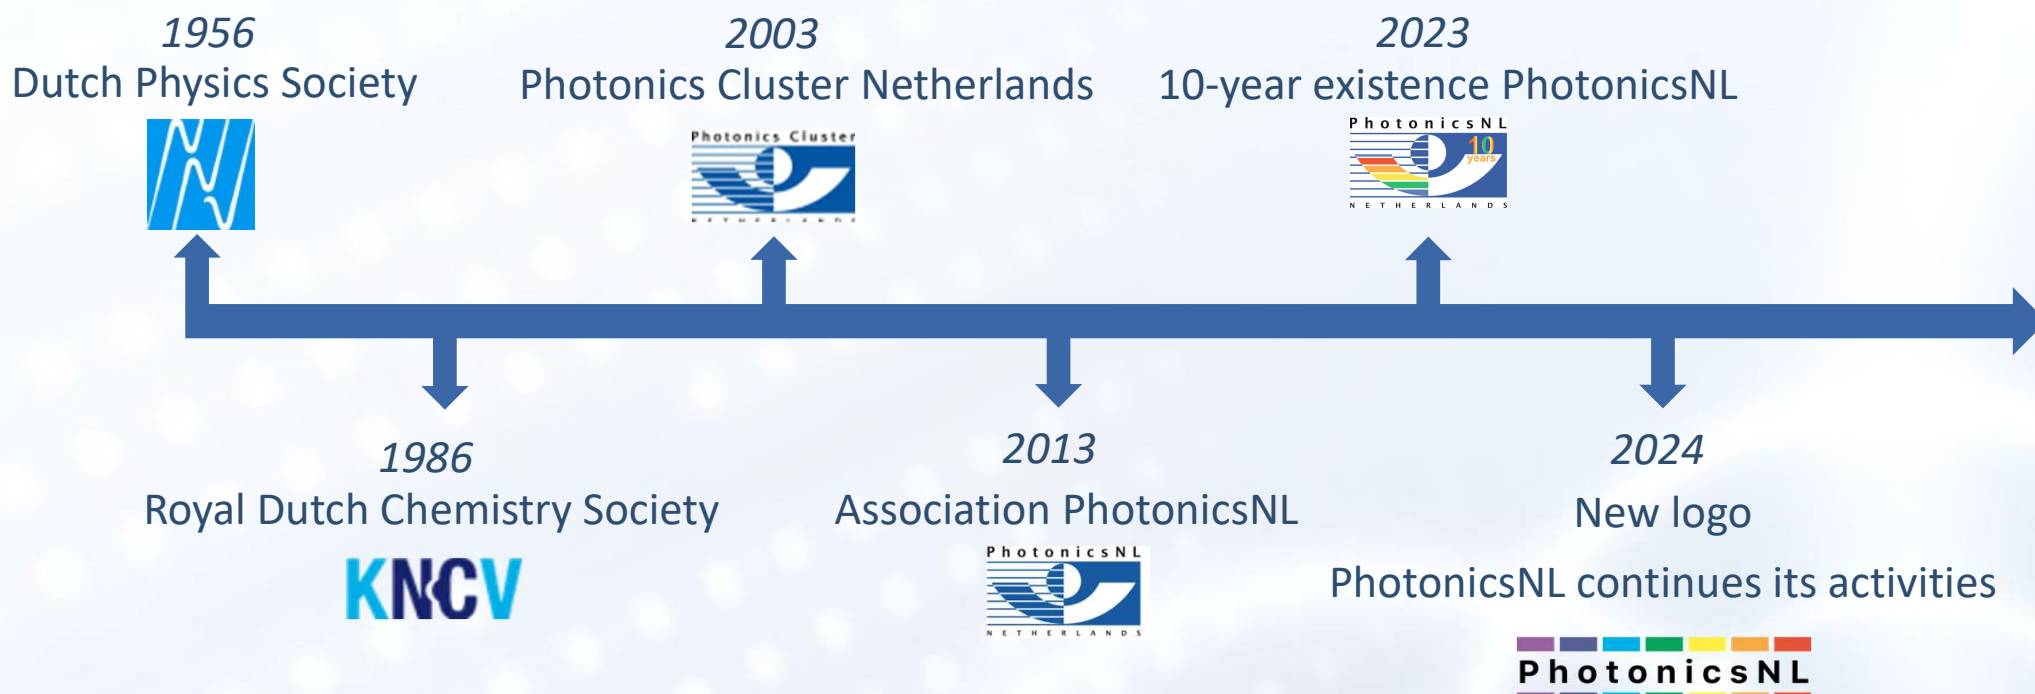 1956
Dutch Physics Society
2003
Photonics Cluster Netherlands
Photonics Cluster
NETHERLANDS
2023
10-year existence PhotonicsNL
PhotonicsNL
10
years
NETHERLANDS
1986
Royal Dutch Chemistry Society
KNCV
2013
Association PhotonicsNL
PhotonicsNL
NETHERLANDS
2024
New logo
PhotonicsNL continues its activities
PhotonicsNL